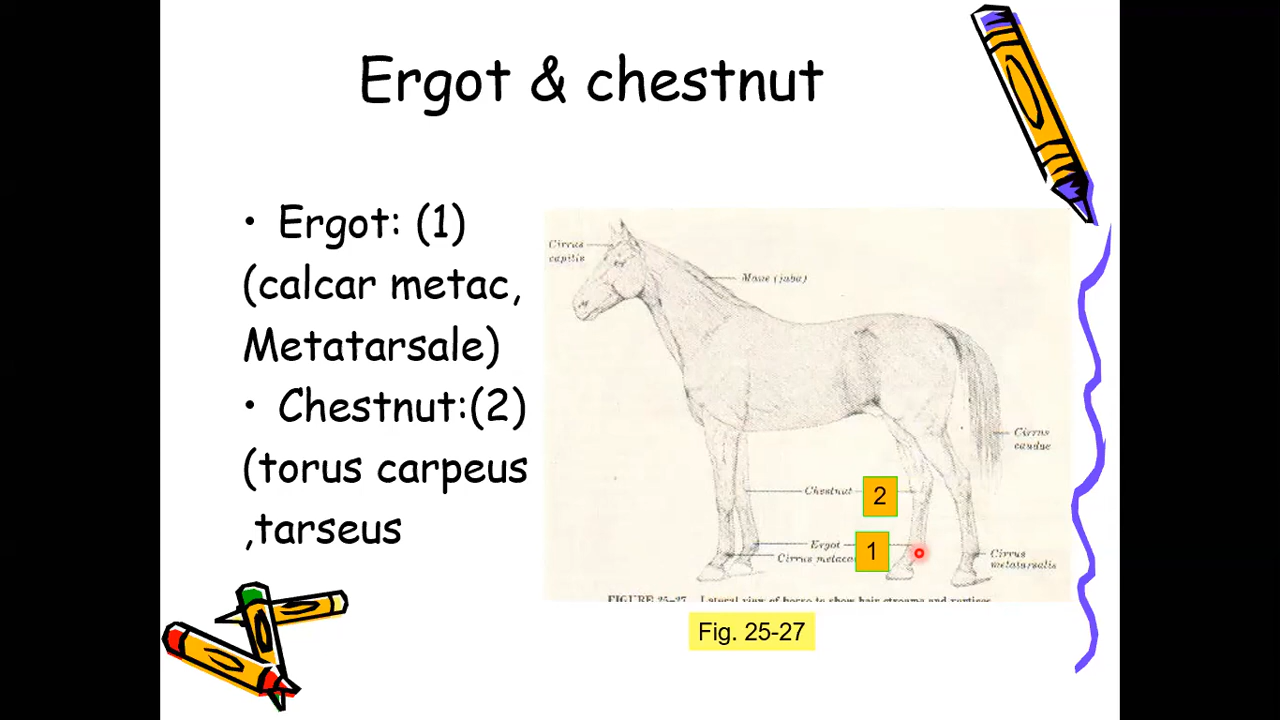 Ergot & chestnut
• Ergot: (1)
(calcar metac,
Metatarsale)
• Chestnut:(2)
(torus carpeus
,tarseus
Cirrus
capitis
Mane (juba)
Cirrus
caudae
Chestnut
2
Ergot
1
Cirrus metaca
Cirrus
metatarsalis
FIGURE 25-27 Lateral view of horse to show hair streams and vortices
Fig. 25-27